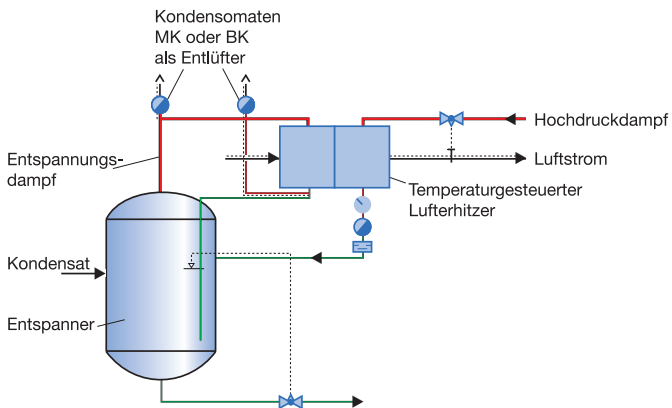 Kondensomaten
MK oder BK
als Entlüfter
Hochdruckdampf
Entspannungs-
dampf
Luftstrom
Temperaturgesteuerter
Lufterhitzer
Kondensat
Entspanner